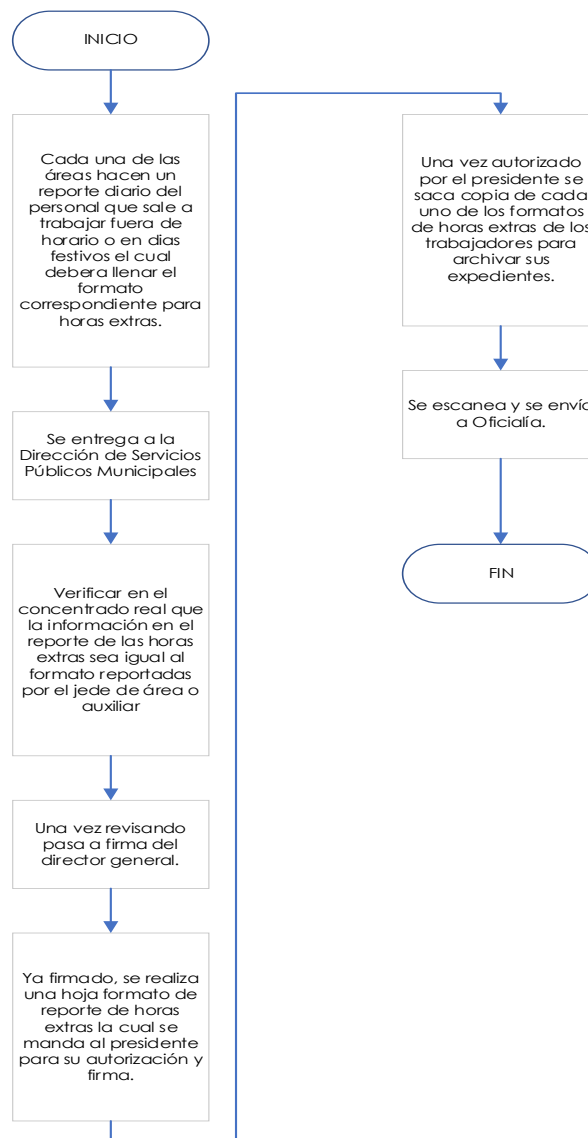 INICIO
Cada una de las
áreas hacen un
reporte diario del
personal que sale a
trabajar fuera de
horario o en dias
festivos el cual
debera llenar el
formato
correspondiente para
horas extras.
Se entrega a la
Dirección de Servicios
Públicos Municipales
Verificar en el
concentrado real que
la información en el
reporte de las horas
extras sea igual al
formato reportadas
por el jede de área o
auxiliar
Una vez revisando
pasa a firma del
director general.
Ya firmado, se realiza
una hoja formato de
reporte de horas
extras la cual se
manda al presidente
para su autorización y
firma.
Una vez autorizado
por el presidente se
saca copia de cada
uno de los formatos
de horas extras de los
trabajadores para
archivar sus
expedientes.
Se escanea y se envía
a Oficialía.
FIN